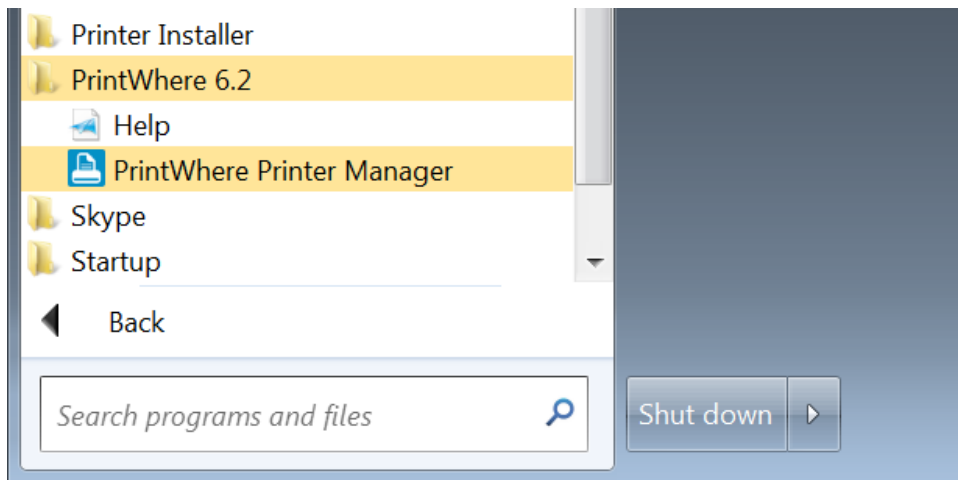 Printer Installer
PrintWhere 6.2
Help
PrintWhere Printer Manager
Skype
Startup
Back
Search programs and files
Shut down